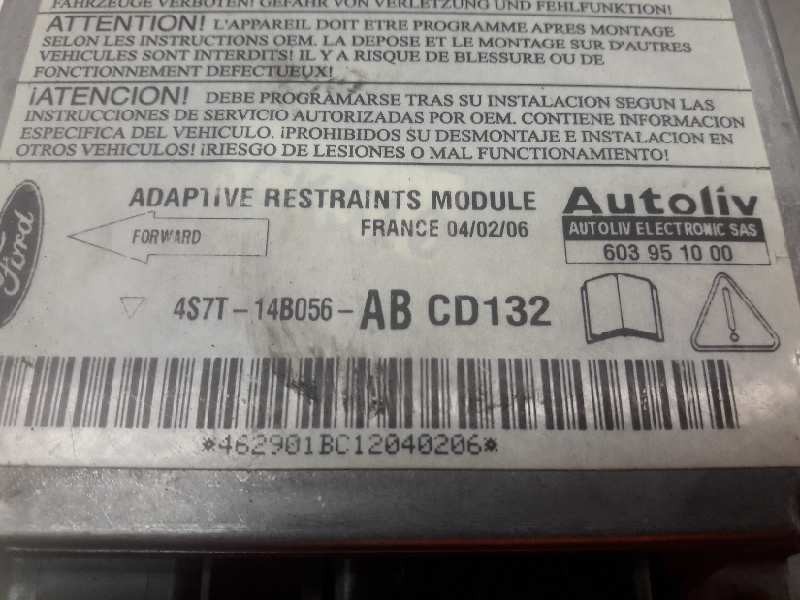 FAHRZEUGE VERBOTEN! GEFAHR VON VERLETZUNG UND FEHLFUNKTION!
ATTENTION! L'APPAREIL DOIT ETRE PROGRAMME APRES MONTAGE
SELON LES INSTRUCTIONS OEM. LA DEPOSE ET LE MONTAGE SUR D'AUTRES
VEHICULES SONT INTERDITS! IL Y A RISQUE DE BLESSURE OU DE
FONCTIONNEMENT DEFECTUEUX!
¡ATENCION! DEBE PROGRAMARSE TRAS SU INSTALACION SEGUN LAS
INSTRUCCIONES DE SERVICIO AUTORIZADAS POR OEM. CONTIENE INFORMACION
ESPECIFICA DEL VEHICULO. ¡PROHIBIDOS SU DESMONTAJE E INSTALACION EN
OTROS VEHICULOS! ¡RIESGO DE LESIONES O MAL FUNCTIONAMIENTO!
Ford
FORWARD
ADAPTIVE RESTRAINTS MODULE
FRANCE 04/02/06
Autoliv
AUTOLIV ELECTRONIC SAS
603 95 10 00
4S7T-14B056-AB CD132
*462901BC12040206*